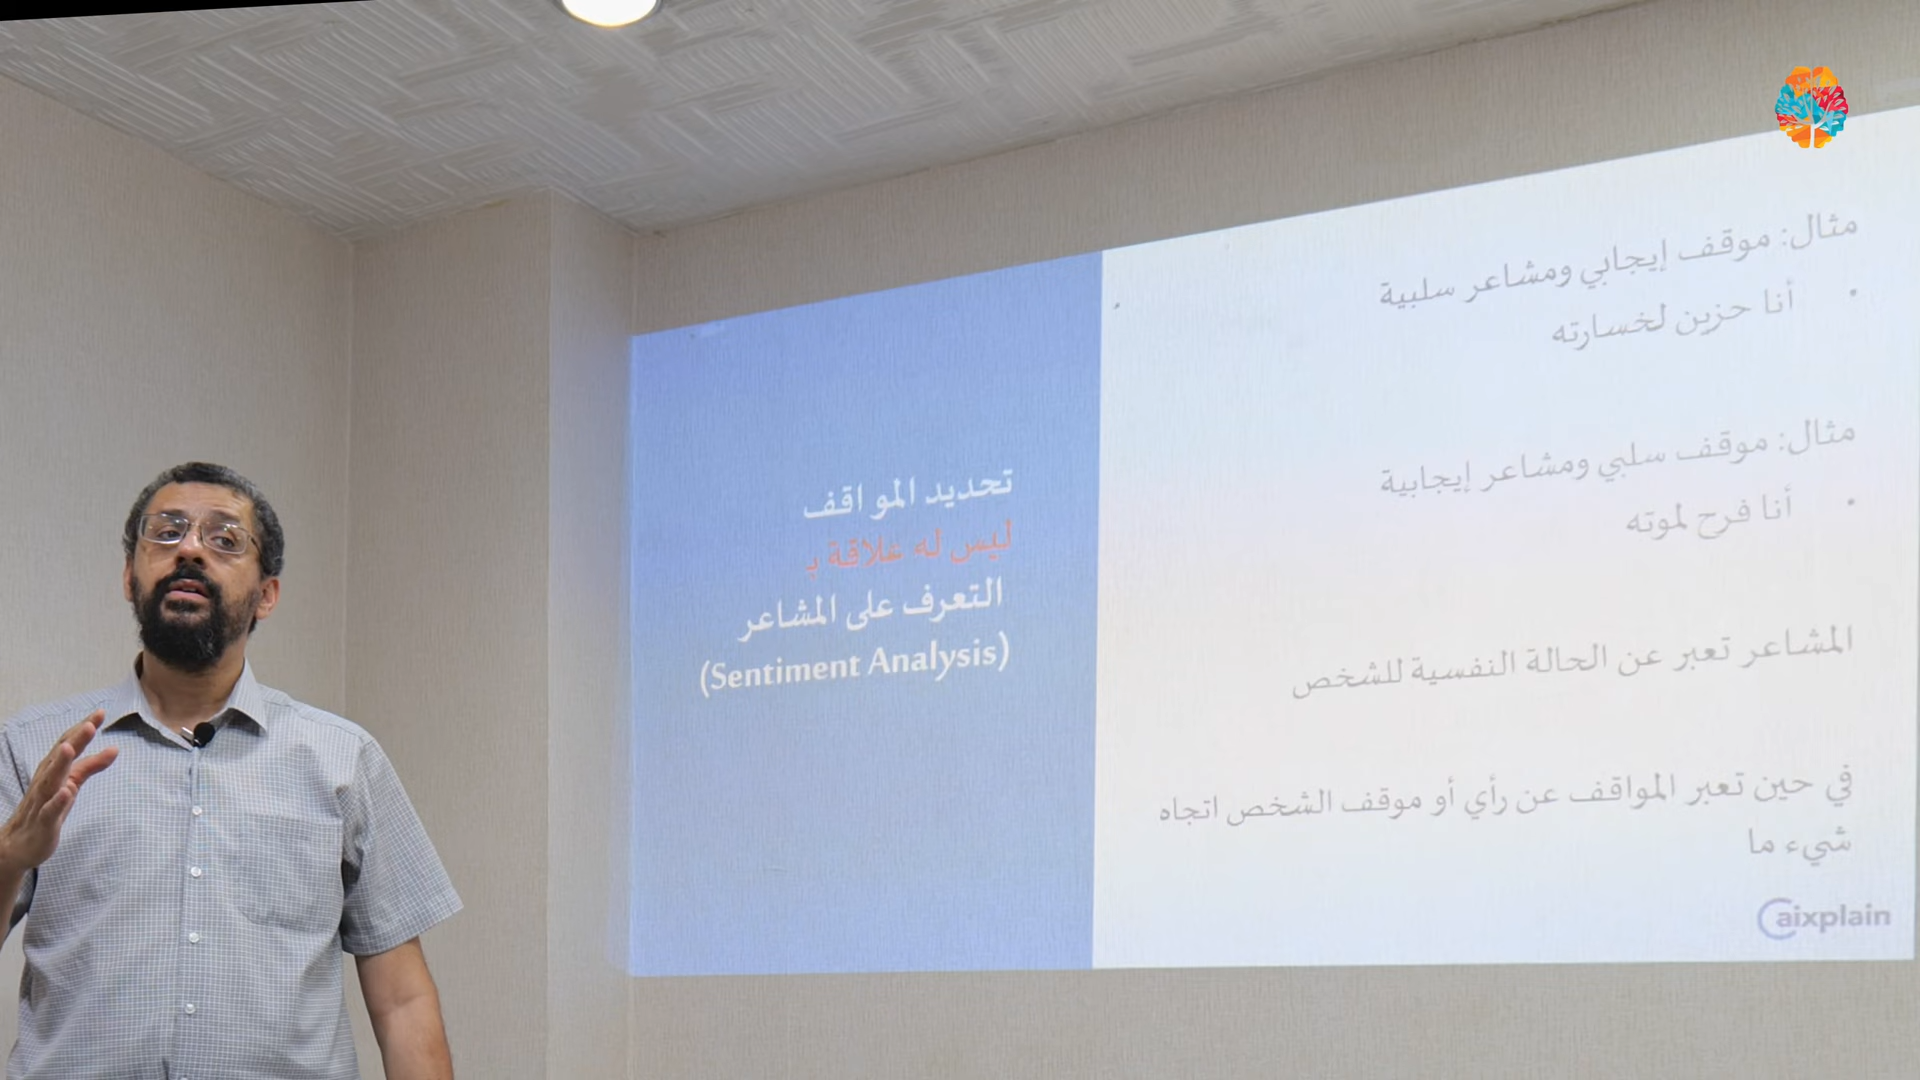 مثال: موقف إيجابي ومشاعر سلبية
• أنا حزين لخسارته
مثال: موقف سلبي ومشاعر إيجابية
• أنا فرح لموته
المشاعر تعبر عن الحالة النفسية للشخص
في حين تعبر المواقف عن رأي أو موقف الشخص اتجاه
شيء ما
aixplain
تحديد المواقف
ليس له علاقة بـ
التعرف على المشاعر
(Sentiment Analysis)